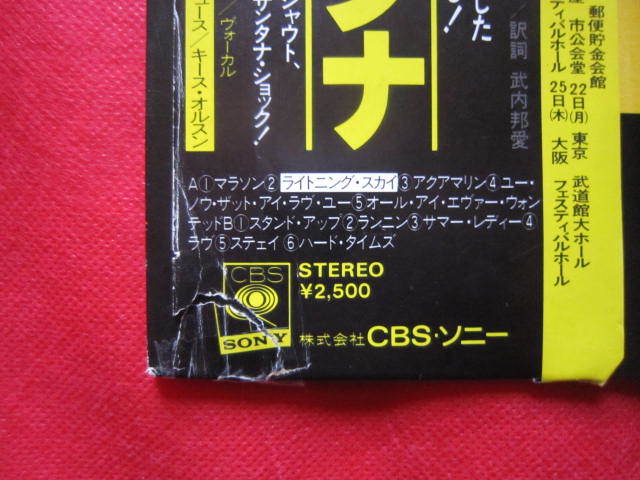 郵便貯金会館
市公会堂 22日(月) 東京 武道館大ホール
ティバルホール 25日(木) 大阪 フェスティバルホール
した
!
/訳詞 武内邦愛
ンナ
シャウト、
サンタナ・ショック!
/ヴォーカル
ュース/キース・オルスン
A①マラソン②ライトニング・スカイ③アクアマリン④ユー・
ノウ・ザット・アイ・ラヴ・ユー⑤オール・アイ・エヴァー・ウォン
テッドB①スタンド・アップ②ランニン③サマー・レディー④
ラヴ⑤ステェイ⑥ハード・タイムズ
CBS
SONY
STEREO
¥2,500
株式会社CBS・ソニー